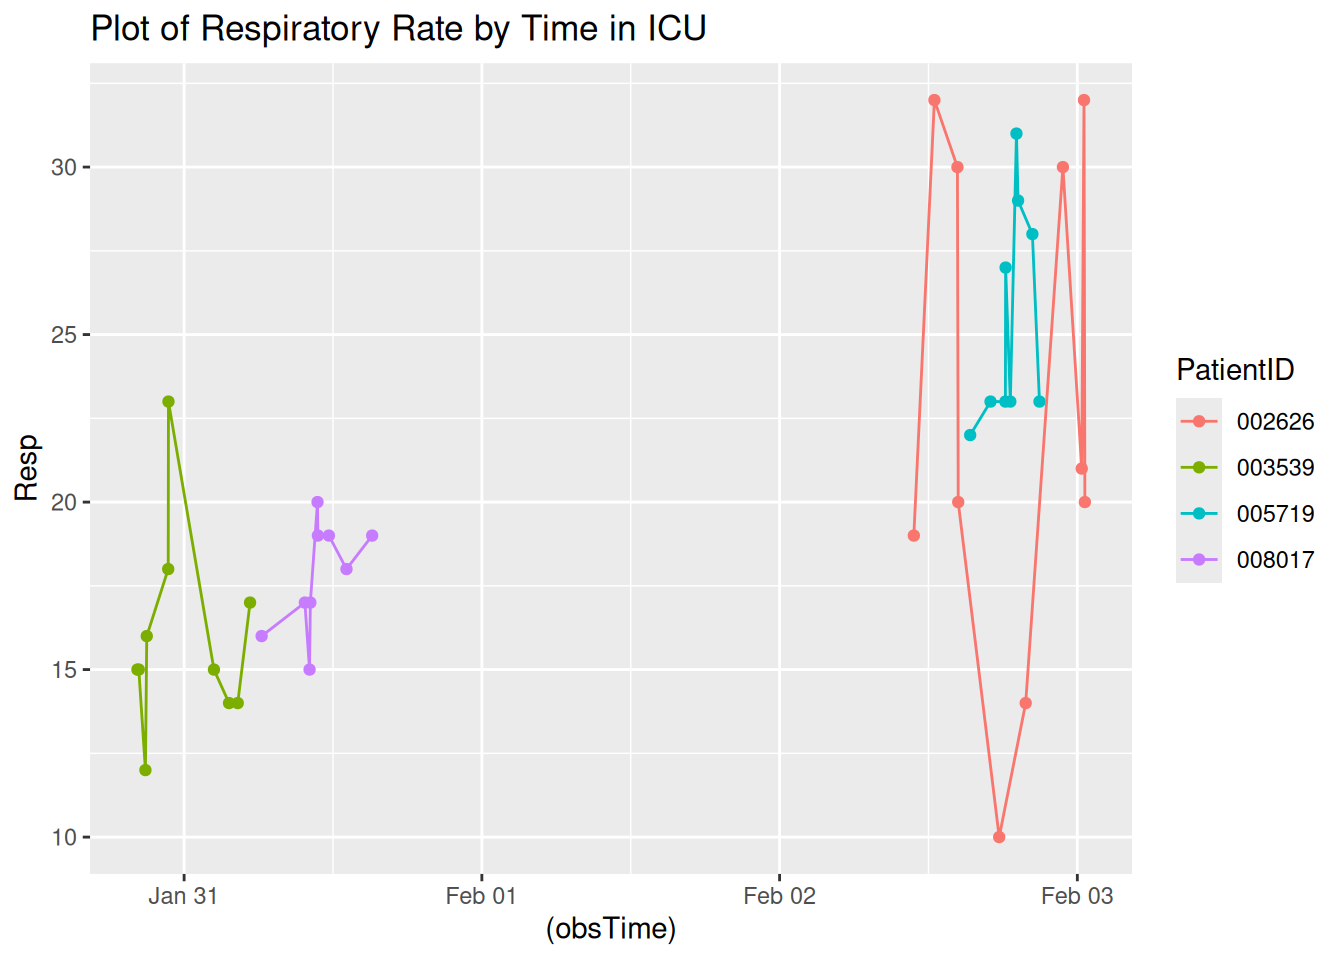 Plot of Respiratory Rate by Time in ICU
Resp
30
25
20
15
10
Jan 31
Feb 01
Feb 02
Feb 03
(obsTime)
PatientID
002626
003539
005719
008017